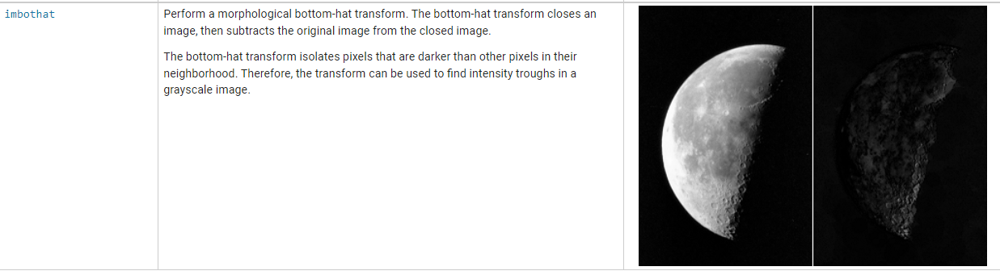 imbothat
Perform a morphological bottom-hat transform. The bottom-hat transform closes an
image, then subtracts the original image from the closed image.
The bottom-hat transform isolates pixels that are darker than other pixels in their
neighborhood. Therefore, the transform can be used to find intensity troughs in a
grayscale image.